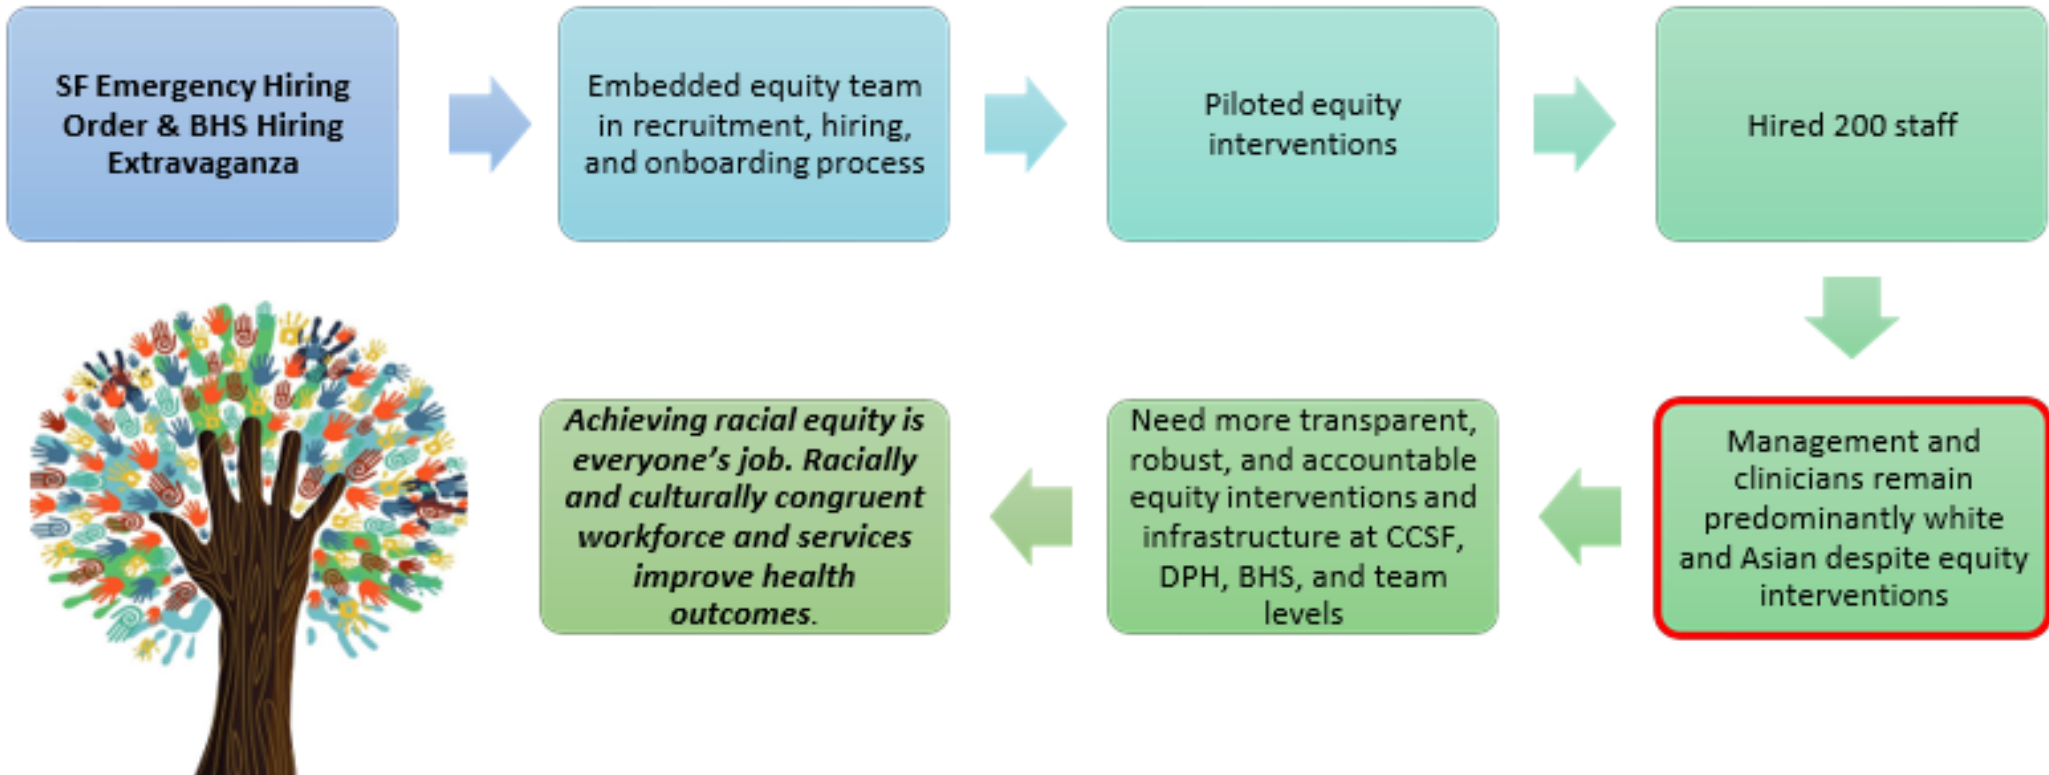 SF Emergency Hiring
Order & BHS Hiring
Extravaganza
Embedded equity team
in recruitment, hiring,
and onboarding process
Piloted equity
interventions
Hired 200 staff
Management and
clinicians remain
predominantly white
and Asian despite equity
interventions
Need more transparent,
robust, and accountable
equity interventions and
infrastructure at CCSF,
DPH, BHS, and team
levels
Achieving racial equity is
everyone’s job. Racially
and culturally congruent
workforce and services
improve health
outcomes.